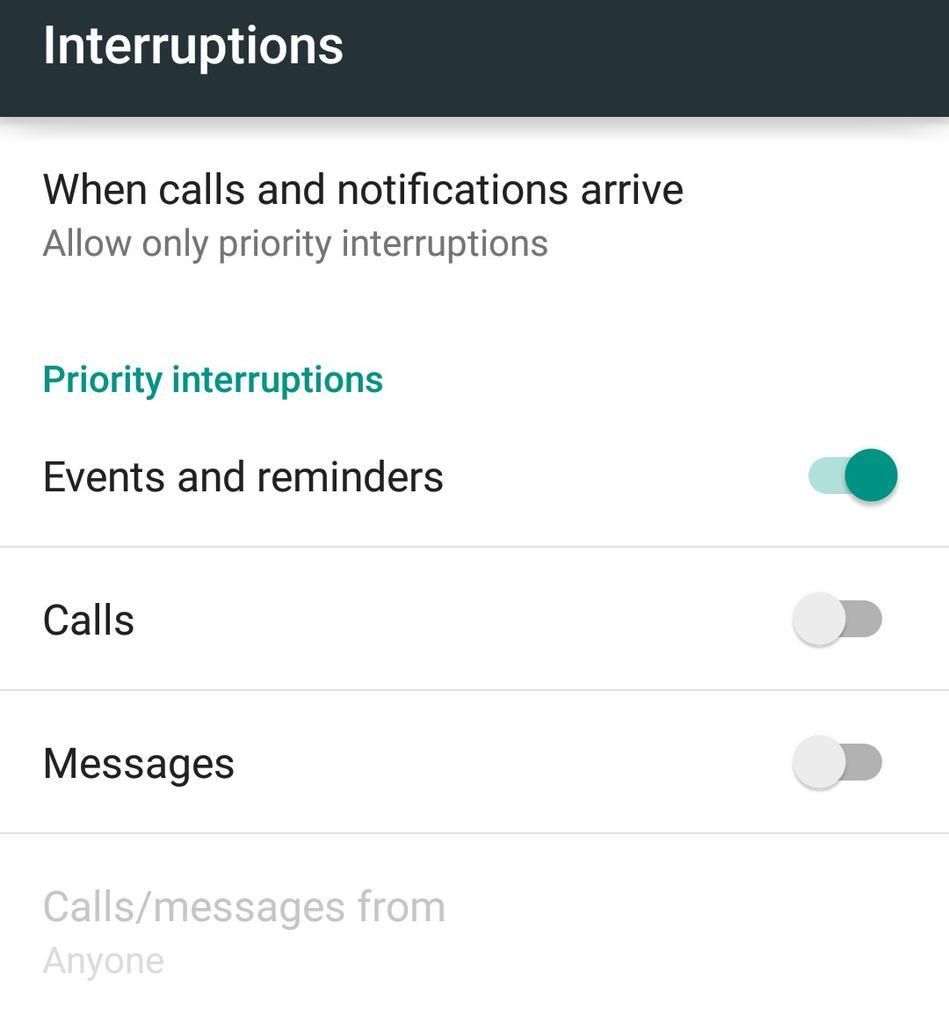 Interruptions
When calls and notifications arrive
Allow only priority interruptions
Priority interruptions
Events and reminders
Calls
Messages
Calls/messages from
Anyone